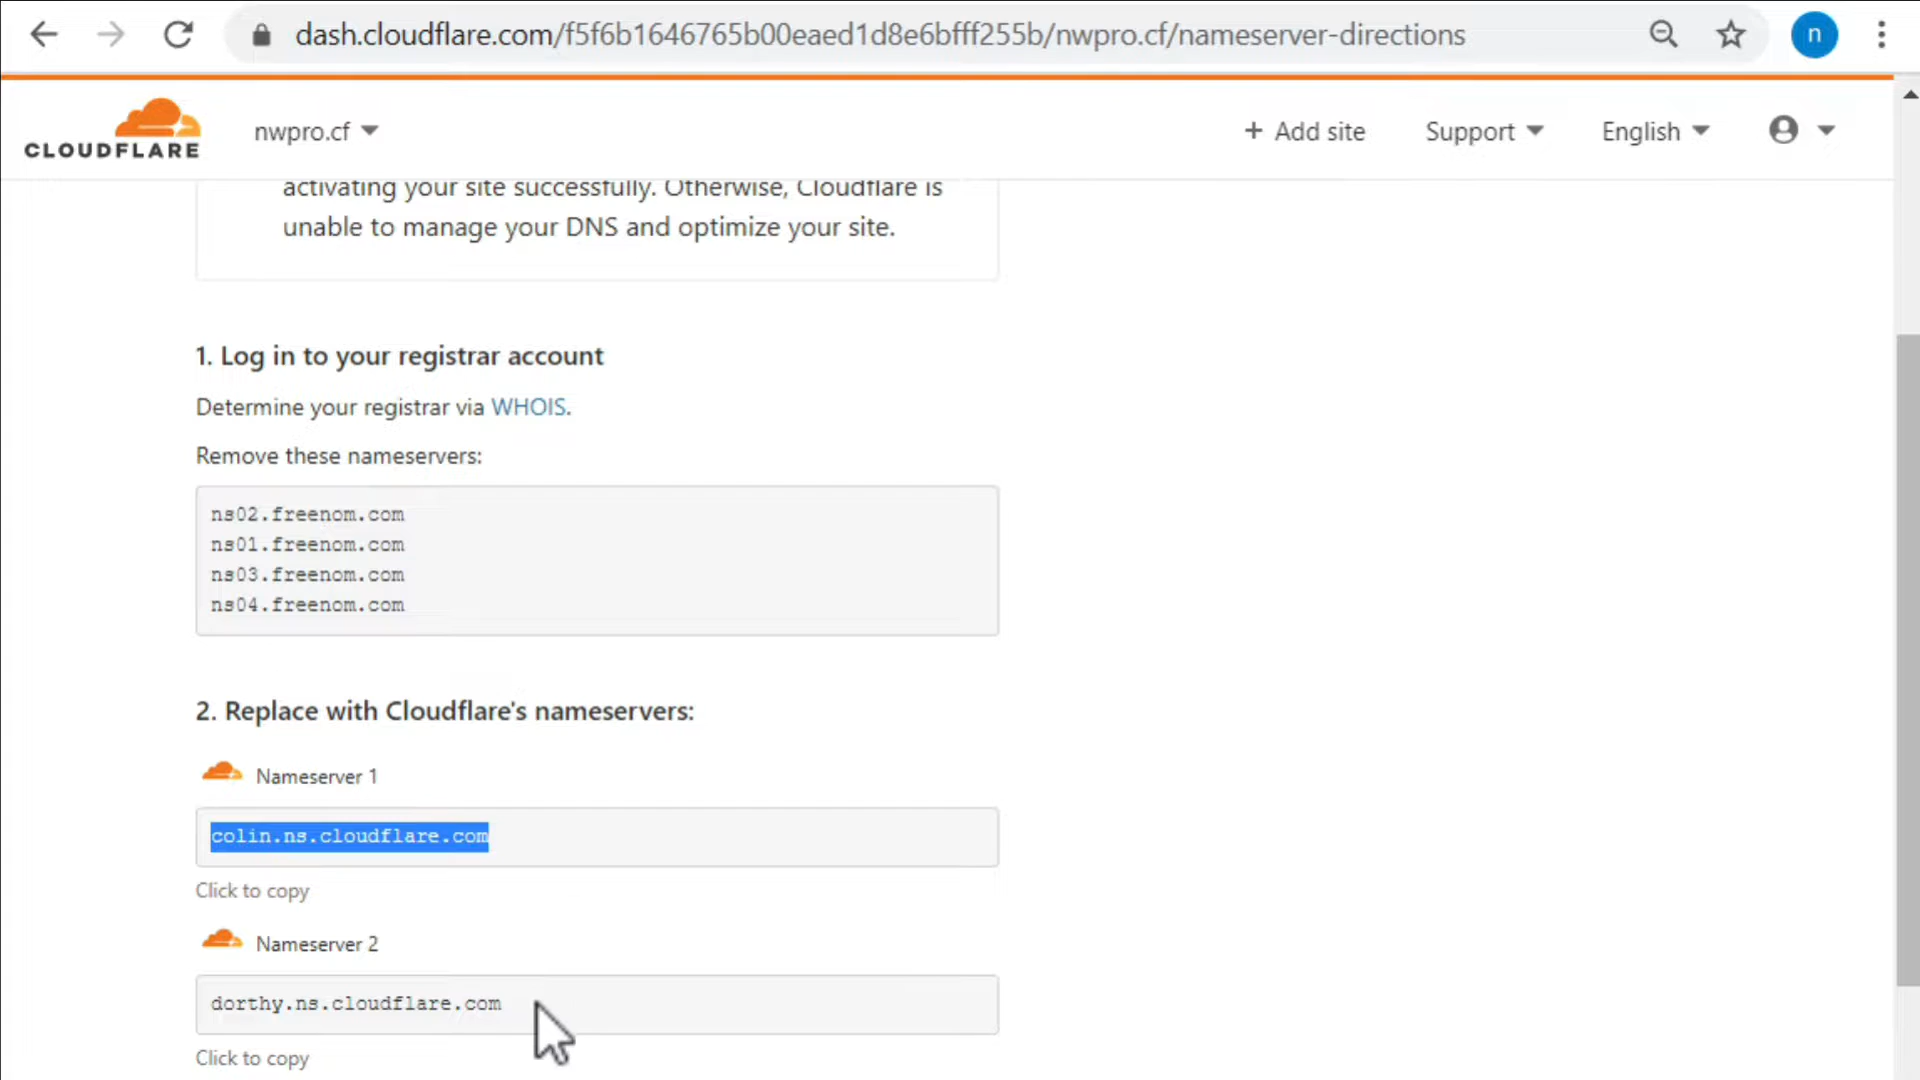 dash.cloudflare.com/f5f6b1646765b00eaed1d8e6bfff255b/nwpro.cf/nameserver-directions
n
CLOUDFLARE
nwpro.cf
+ Add site
Support
English
activating your site successfully. Otherwise, Cloudflare is
unable to manage your DNS and optimize your site.
1. Log in to your registrar account
Determine your registrar via WHOIS.
Remove these nameservers:
ns02.freenom.com
ns01.freenom.com
ns03.freenom.com
ns04.freenom.com
2. Replace with Cloudflare's nameservers:
Nameserver 1
colin.ns.cloudflare.com
Click to copy
Nameserver 2
dorthy.ns.cloudflare.com
Click to copy